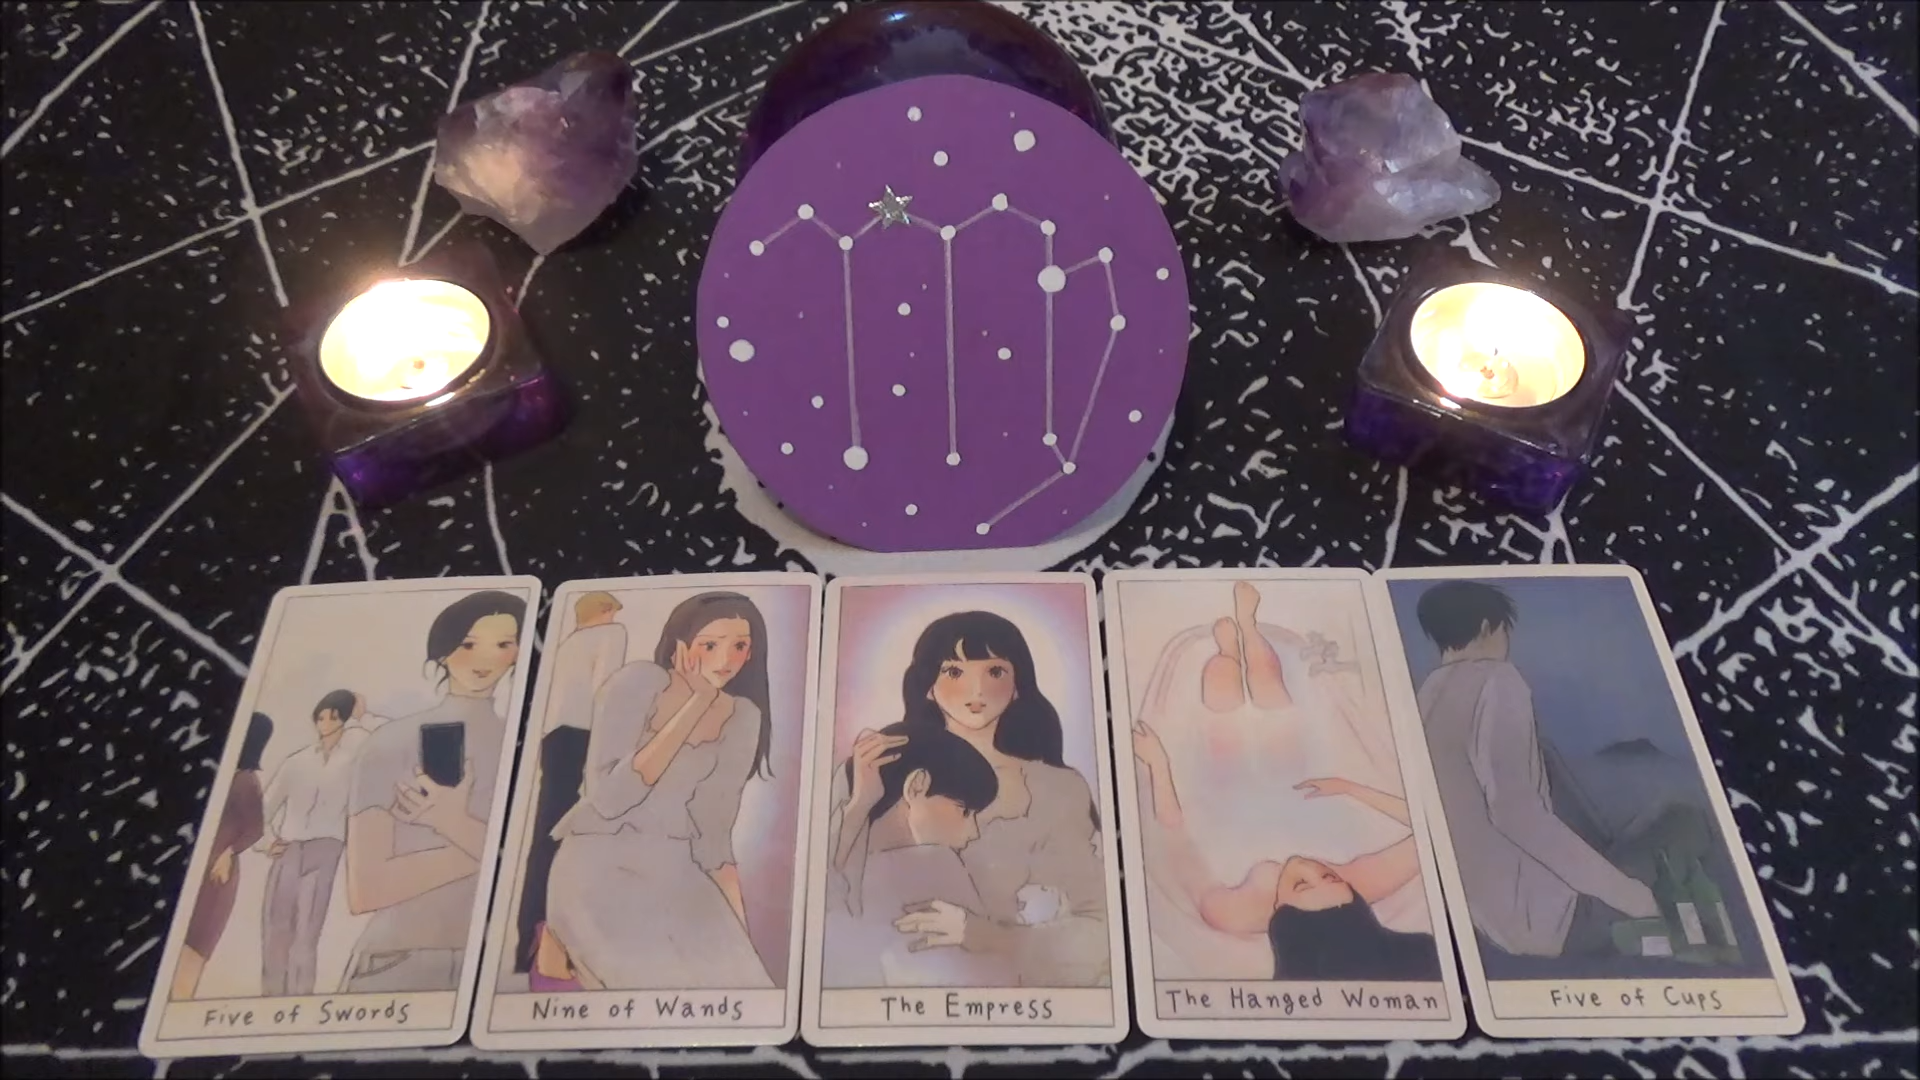 Five of Swords
Nine of Wands
The Empress
The Hanged Woman
Five of Cups